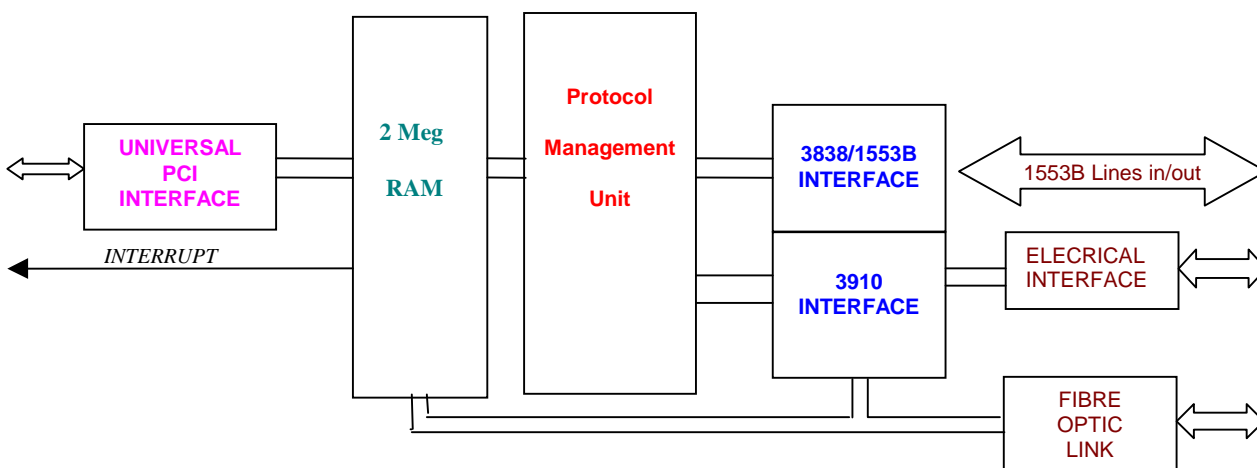 UNIVERSAL
PCI
INTERFACE
INTERRUPT
2 Meg
RAM
Protocol
Management
Unit
3838/1553B
INTERFACE
1553B Lines in/out
3910
INTERFACE
ELECRICAL
INTERFACE
FIBRE
OPTIC
LINK